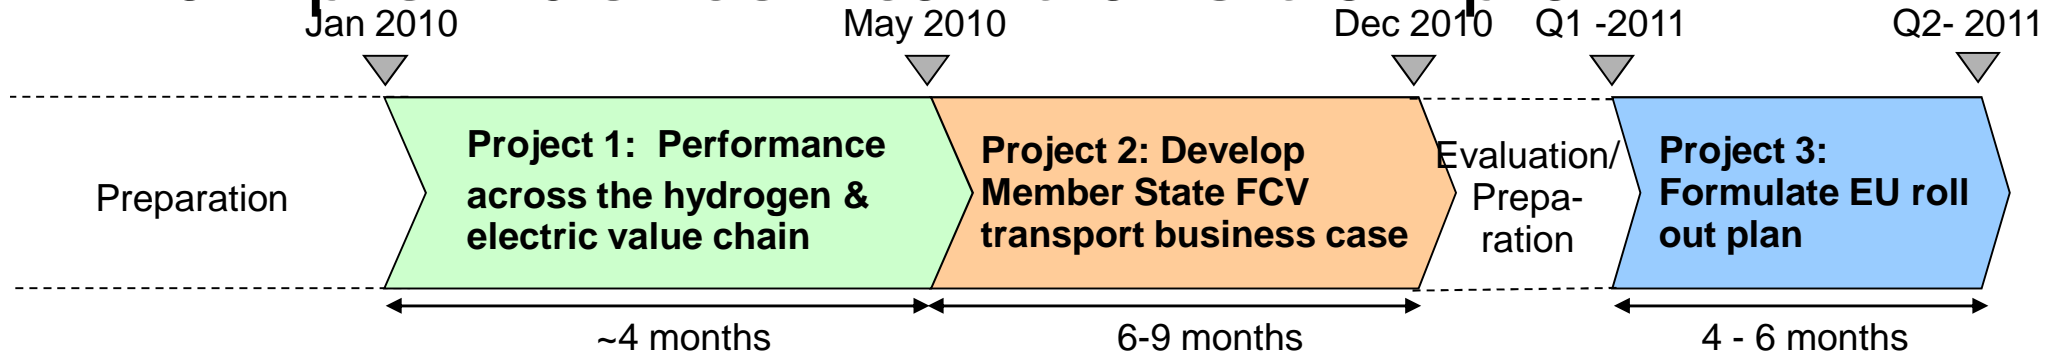 Jan 2010
May 2010
Dec 2010
Q1 -2011
Q2- 2011
Preparation
Project 1:  Performance
across the hydrogen &
electric value chain
Project 2: Develop
Member State FCV
transport business case
Evaluation/
Prepa-
ration
Project 3:
Formulate EU roll
out plan
~4 months
6-9 months
4 - 6 months